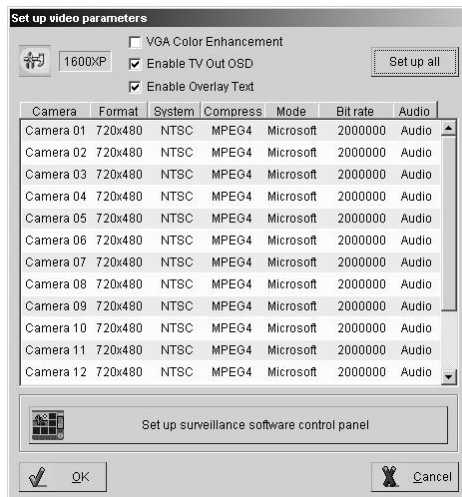 Set up video parameters
VGA Color Enhancement
1600XP
Enable TV Out OSD
Set up all
Enable Overlay Text
Camera Format System Compress Mode Bit rate Audio
Camera 01 720x480 NTSC MPEG4 Microsoft 2000000 Audio
Camera 02 720x480 NTSC MPEG4 Microsoft 2000000 Audio
Camera 03 720x480 NTSC MPEG4 Microsoft 2000000 Audio
Camera 04 720x480 NTSC MPEG4 Microsoft 2000000 Audio
Camera 05 720x480 NTSC MPEG4 Microsoft 2000000 Audio
Camera 06 720x480 NTSC MPEG4 Microsoft 2000000 Audio
Camera 07 720x480 NTSC MPEG4 Microsoft 2000000 Audio
Camera 08 720x480 NTSC MPEG4 Microsoft 2000000 Audio
Camera 09 720x480 NTSC MPEG4 Microsoft 2000000 Audio
Camera 10 720x480 NTSC MPEG4 Microsoft 2000000 Audio
Camera 11 720x480 NTSC MPEG4 Microsoft 2000000 Audio
Camera 12 720x480 NTSC MPEG4 Microsoft 2000000 Audio
Set up surveillance software control panel
OK
Cancel